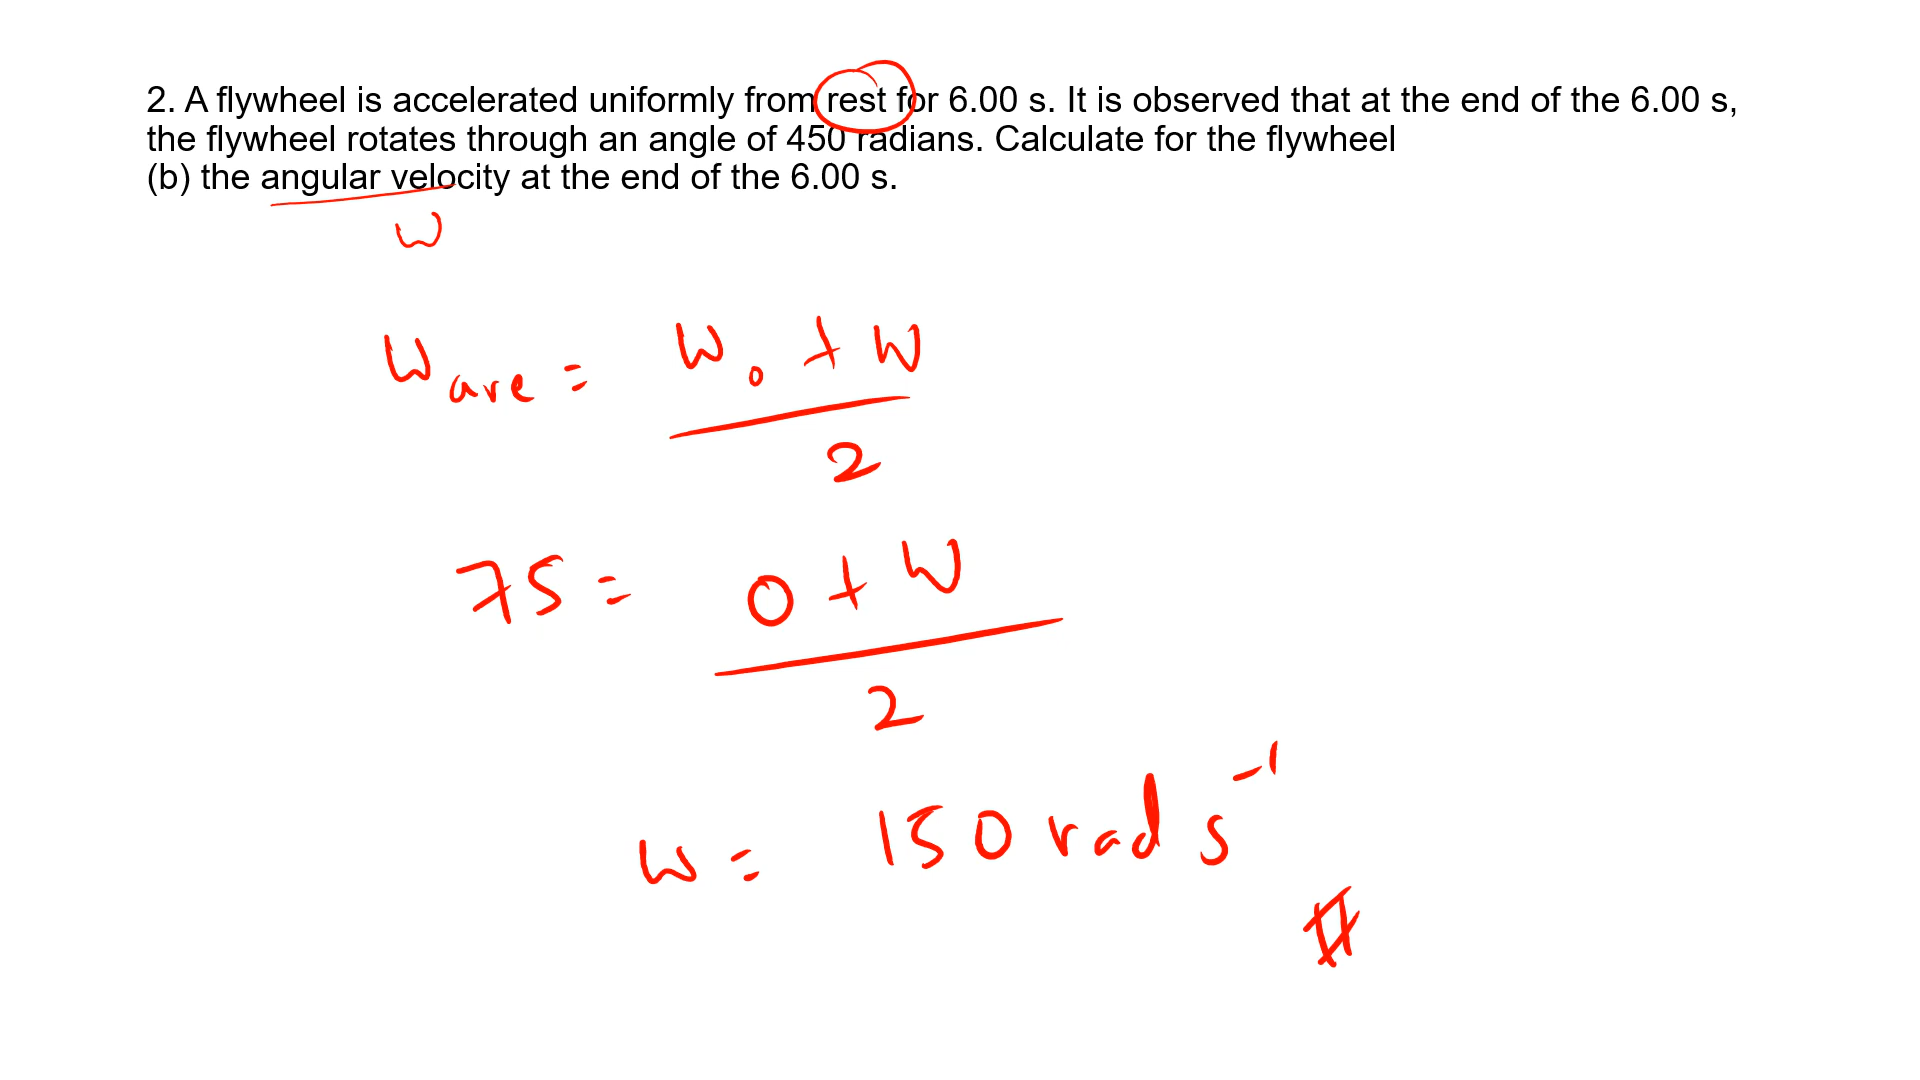 2. A flywheel is accelerated uniformly from rest for 6.00 s. It is observed that at the end of the 6.00 s,
the flywheel rotates through an angle of 450 radians. Calculate for the flywheel
(b) the angular velocity at the end of the 6.00 s.
ω
ω ave = ω₀ + ω
2
75 = 0 + ω
2
ω = 150 rad s⁻¹
#